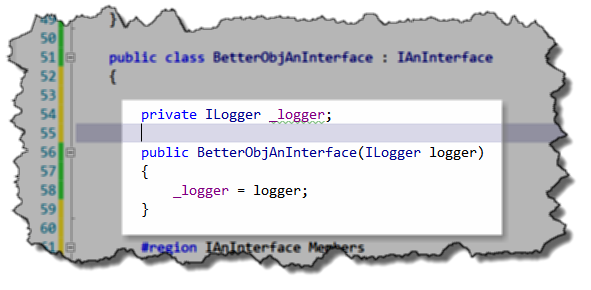 49 }
50
51 public class BetterObjAnInterface : IAnInterface
52 {
53
54 private ILogger _logger;
55
56 public BetterObjAnInterface(ILogger logger)
57 {
58 _logger = logger;
59 }
60
61 #region IAnInterface Members